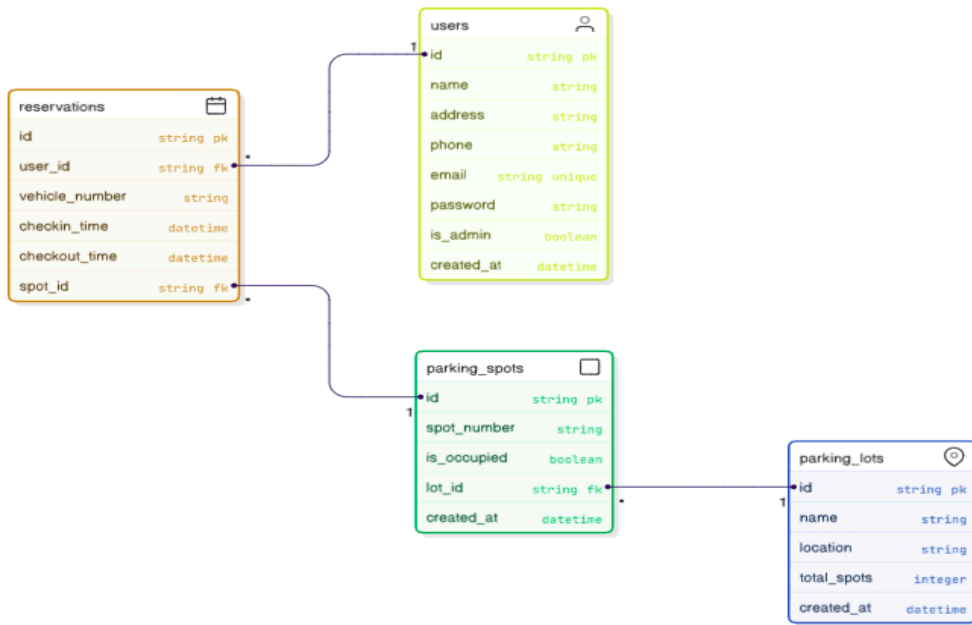 users
1
id string pk
name string
address string
phone string
email string unique
password string
is_admin boolean
created_at datetime
reservations
id string pk
*
user_id string fk
vehicle_number string
checkin_time datetime
checkout_time datetime
spot_id string fk
*
parking_spots
id string pk
1
spot_number string
is_occupied boolean
lot_id string fk
*
created_at datetime
parking_lots
id string pk
1
name string
location string
total_spots integer
created_at datetime